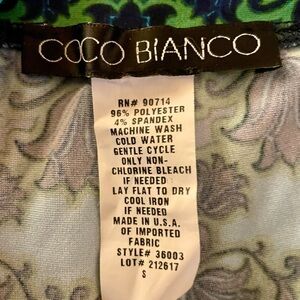 COCO BIANCO
RN# 90714
96% POLYESTER
4% SPANDEX
MACHINE WASH
COLD WATER
GENTLE CYCLE
ONLY NON-
CHLORINE BLEACH
IF NEEDED
LAY FLAT TO DRY
COOL IRON
IF NEEDED
MADE IN U.S.A.
OF IMPORTED
FABRIC
STYLE# 36003
LOT# 212617
S